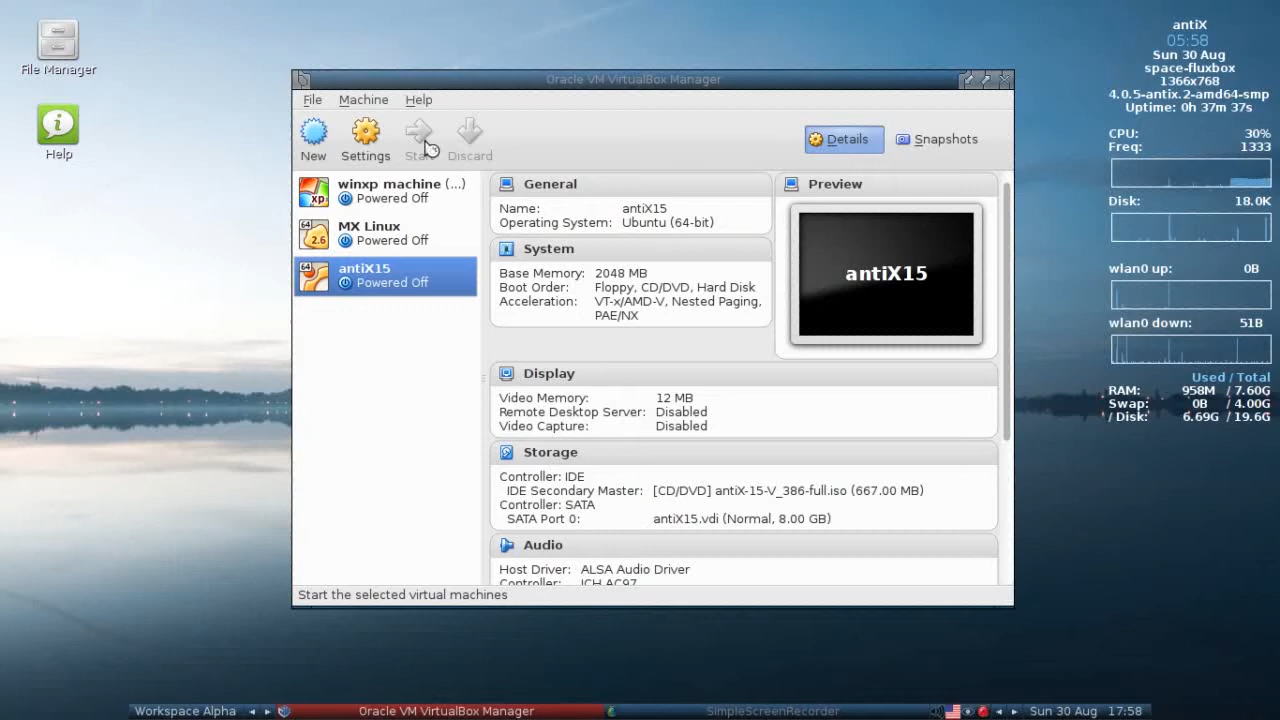 File Manager
Help
Oracle VM VirtualBox Manager
File Machine Help
New Settings Start Discard
Details Snapshots
winxp machine (...)
Powered Off
64 2.6 MX Linux
Powered Off
64 antiX15
Powered Off
General
Name: antiX15
Operating System: Ubuntu (64-bit)
System
Base Memory: 2048 MB
Boot Order: Floppy, CD/DVD, Hard Disk
Acceleration: VT-x/AMD-V, Nested Paging,
PAE/NX
Preview
antiX15
Display
Video Memory: 12 MB
Remote Desktop Server: Disabled
Video Capture: Disabled
Storage
Controller: IDE
IDE Secondary Master: [CD/DVD] antiX-15-V_386-full.iso (667.00 MB)
Controller: SATA
SATA Port 0: antiX15.vdi (Normal, 8.00 GB)
Audio
Host Driver: ALSA Audio Driver
Controller: ICH AC97
Start the selected virtual machines
antiX
05:58
Sun 30 Aug
space-fluxbox
1366x768
4.0.5-antix.2-amd64-smp
Uptime: 0h 37m 37s
CPU: 30%
Freq: 1333
Disk: 18.0K
wlan0 up: 0B
wlan0 down: 51B
Used / Total
RAM: 958M / 7.60G
Swap: 0B / 4.00G
/ Disk: 6.69G / 19.6G
Workspace Alpha Oracle VM VirtualBox Manager SimpleScreenRecorder Sun 30 Aug 17:58